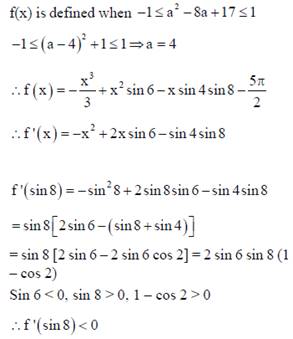 f(x) is defined when −1≤a²−8a+17≤1
−1≤(a−4)²+1≤1⇒a=4
∴f(x)=−x³/3+x² sin 6−x sin 4 sin 8−5π/2
∴f'(x)=−x²+2x sin 6−sin 4 sin 8
f'(sin 8)=−sin² 8+2 sin 8 sin 6−sin 4 sin 8
=sin 8[2 sin 6−(sin 8+sin 4)]
= sin 8 [2 sin 6−2 sin 6 cos 2]=2 sin 6 sin 8 (1
– cos 2)
Sin 6<0, sin 8>0, 1−cos 2>0
∴f'(sin 8)<0